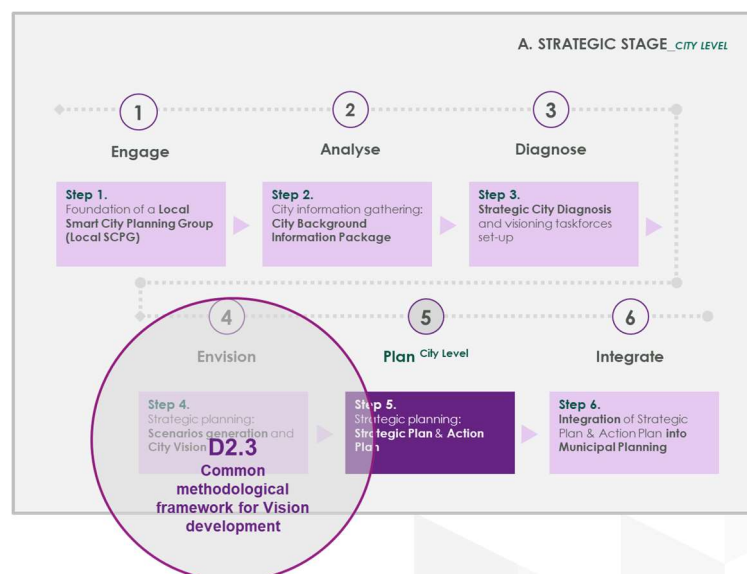 A. STRATEGIC STAGE_CITY LEVEL
1
2
3
Engage
Analyse
Diagnose
Step 1.
Foundation of a Local
Smart City Planning Group
(Local SCPG)
Step 2.
City information gathering:
City Background
Information Package
Step 3.
Strategic City Diagnosis
and visioning taskforces
set-up
4
5
6
Envision
Plan City Level
Integrate
Step 4.
Strategic planning:
Scenarios generation and
City Vision
D2.3
Common
methodological
framework for Vision
development
Step 5.
Strategic planning:
Strategic Plan & Action
Plan
Step 6.
Integration of Strategic
Plan & Action Plan into
Municipal Planning